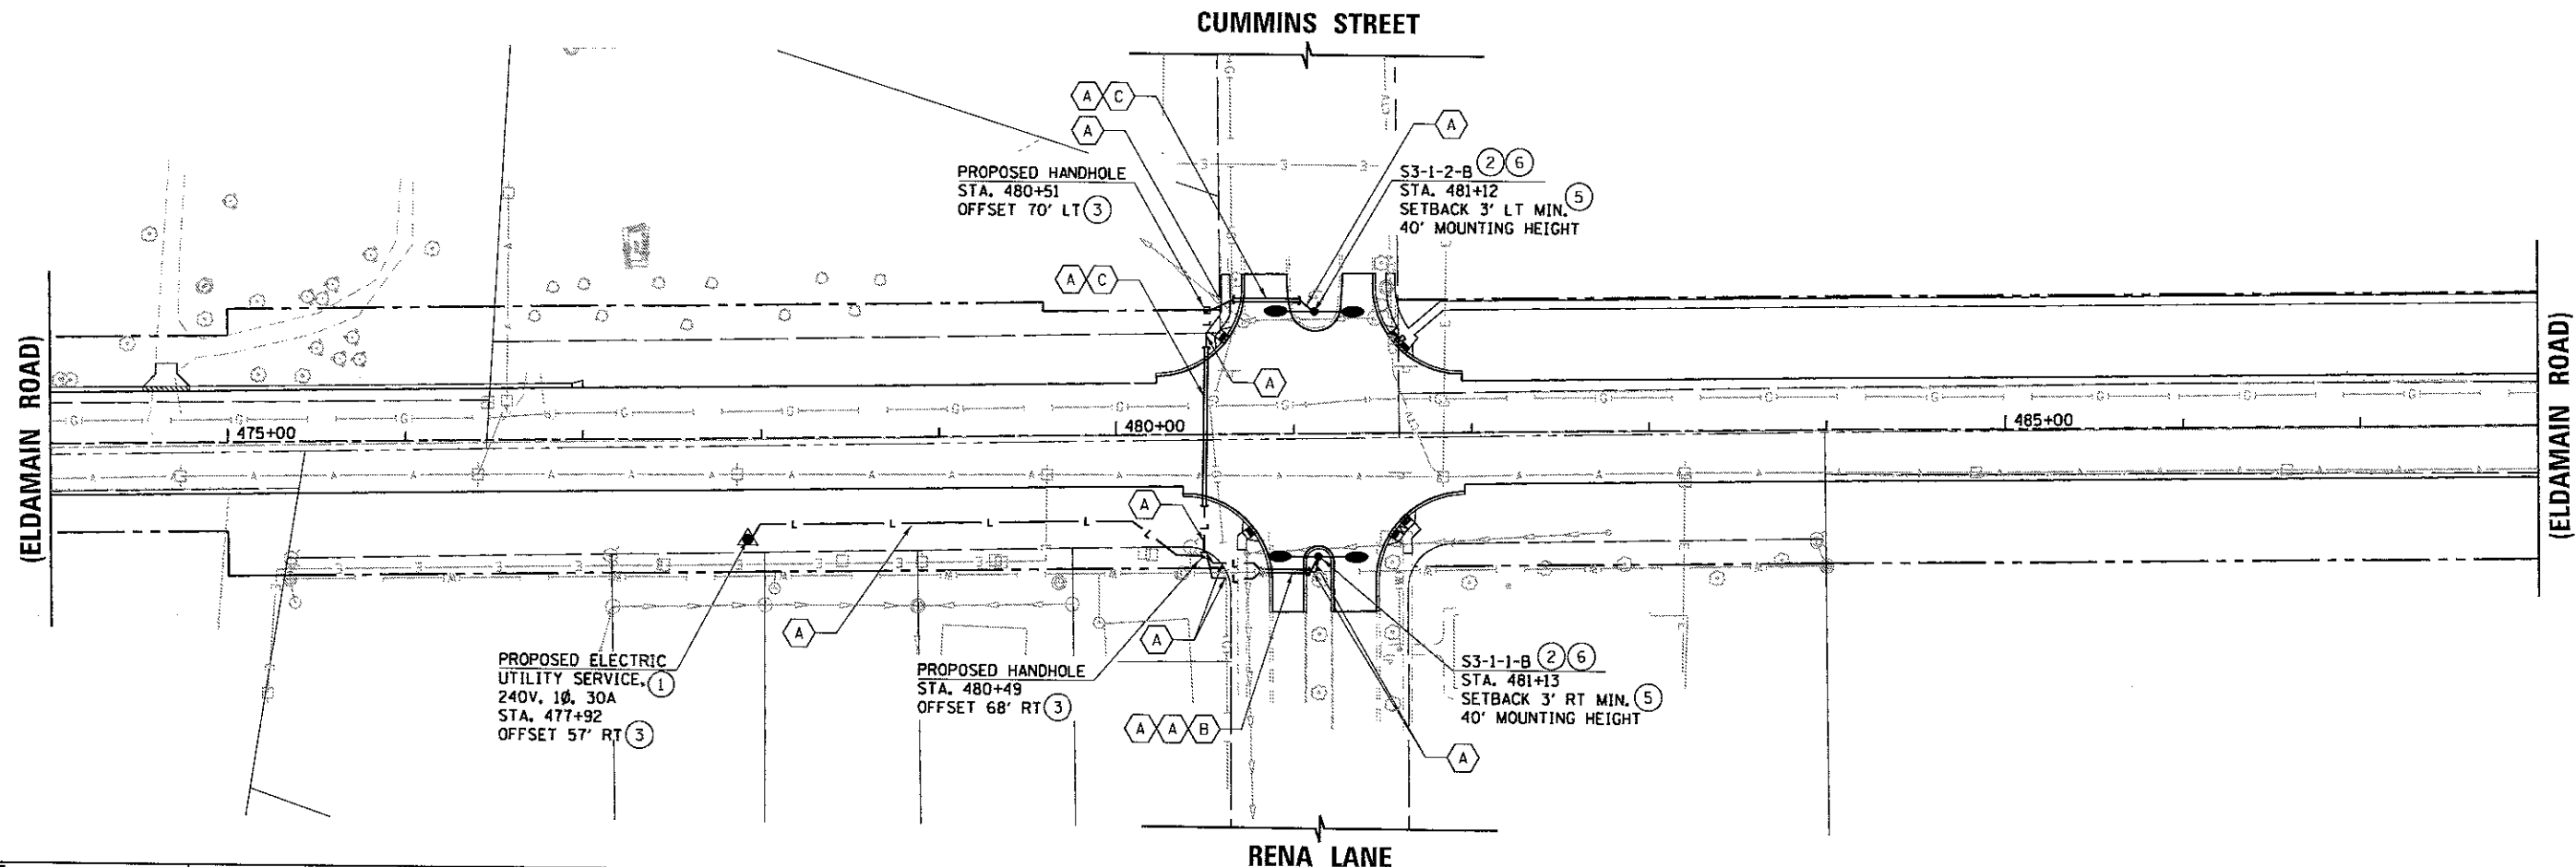 CUMMINS STREET
A C
A
A
PROPOSED HANDHOLE
STA. 480+51
OFFSET 70' LT 3
S3-1-2-B 2 6
STA. 481+12
SETBACK 3' LT MIN. 5
40' MOUNTING HEIGHT
A C
A
(ELDAMAIN ROAD)
(ELDAMAIN ROAD)
475+00
480+00
485+00
A
L L L L
A
A
PROPOSED ELECTRIC
UTILITY SERVICE, 1
240V, 1Ø, 30A
STA. 477+92
OFFSET 57' RT 3
PROPOSED HANDHOLE
STA. 480+49
OFFSET 68' RT 3
S3-1-1-B 2 6
STA. 481+13
SETBACK 3' RT MIN. 5
40' MOUNTING HEIGHT
A A B
A
RENA LANE